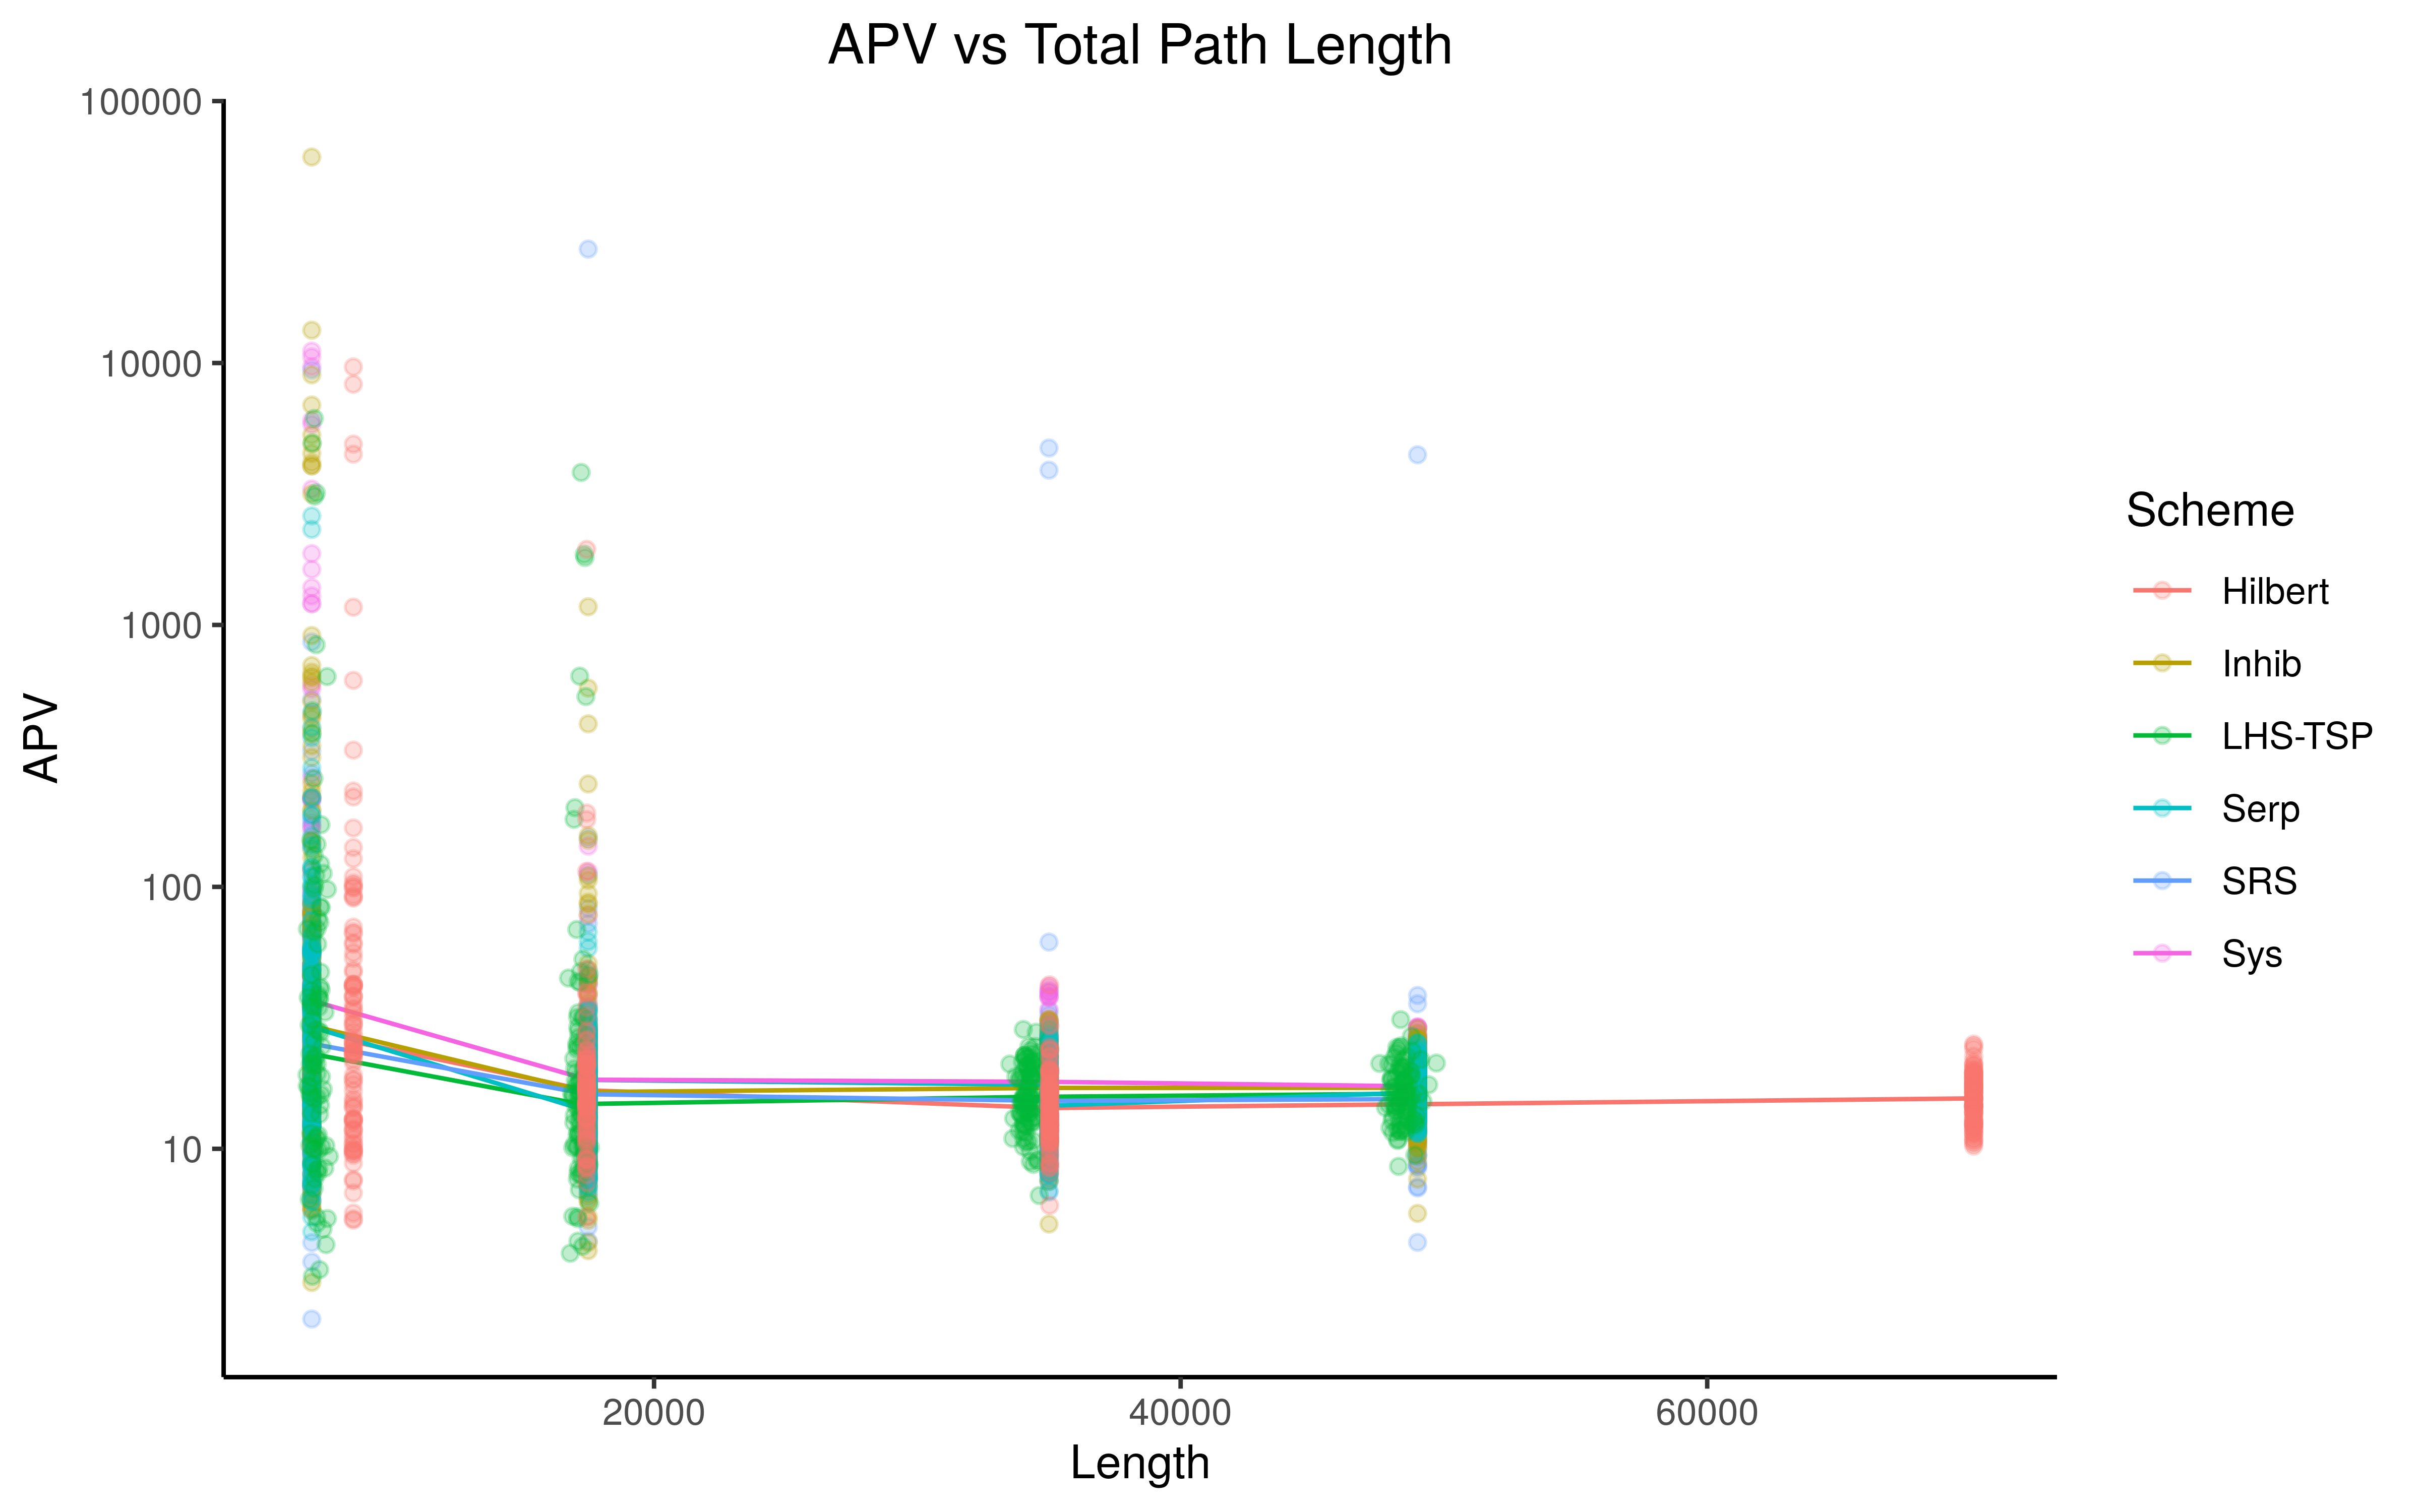 APV vs Total Path Length
100000
10000
1000
100
10
APV
20000 40000 60000
Length
Scheme
Hilbert
Inhib
LHS-TSP
Serp
SRS
Sys